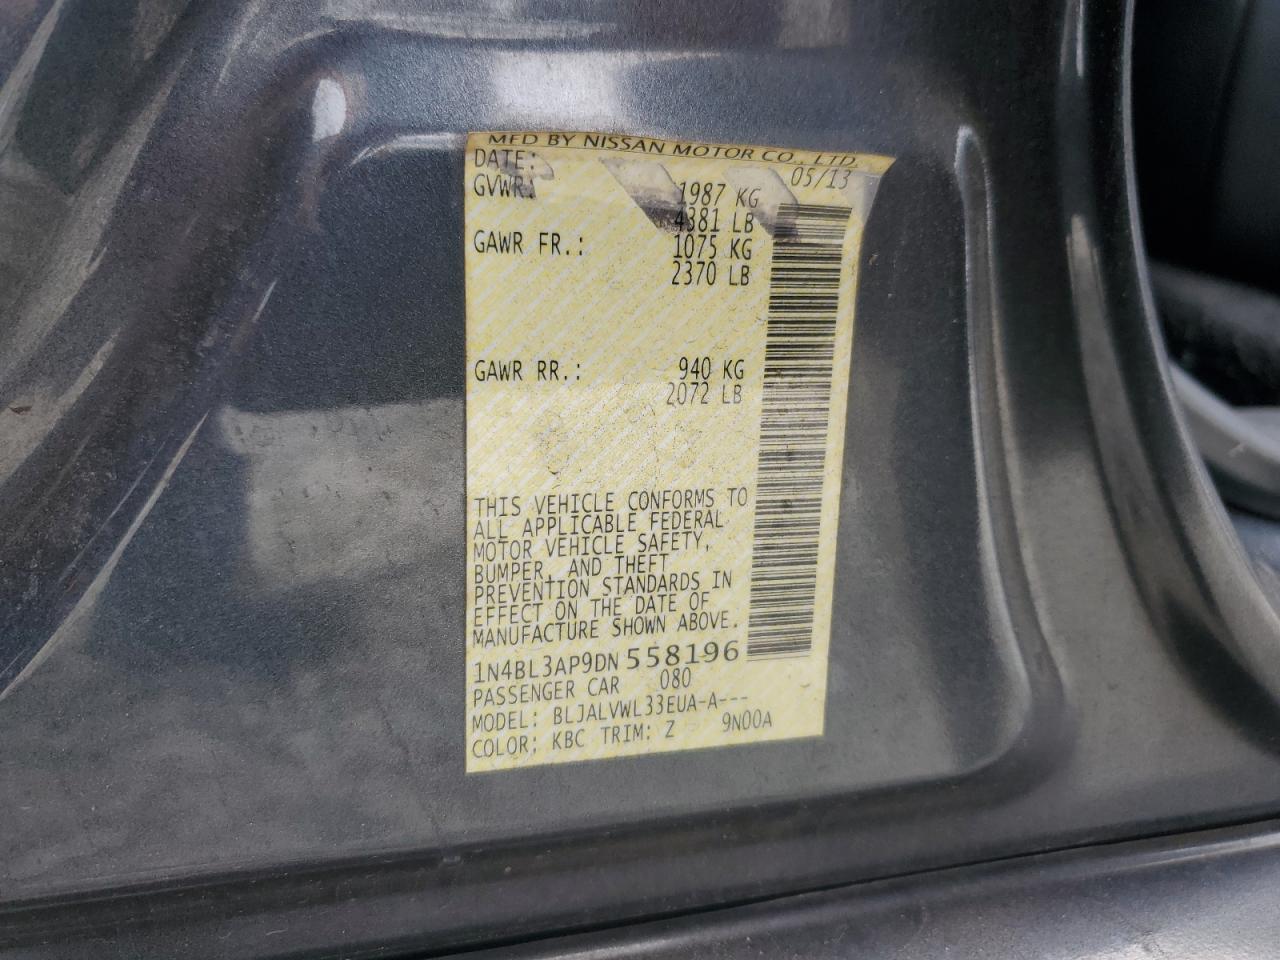 MFD BY NISSAN MOTOR CO., LTD.
DATE: 05/13
GVWR: 1987 KG
4381 LB
GAWR FR.: 1075 KG
2370 LB
GAWR RR.: 940 KG
2072 LB
THIS VEHICLE CONFORMS TO
ALL APPLICABLE FEDERAL
MOTOR VEHICLE SAFETY,
BUMPER, AND THEFT
PREVENTION STANDARDS IN
EFFECT ON THE DATE OF
MANUFACTURE SHOWN ABOVE.
1N4BL3AP9DN558196
PASSENGER CAR 080
MODEL: BLJALVWL33EUA-A---
COLOR: KBC TRIM: Z 9N00A